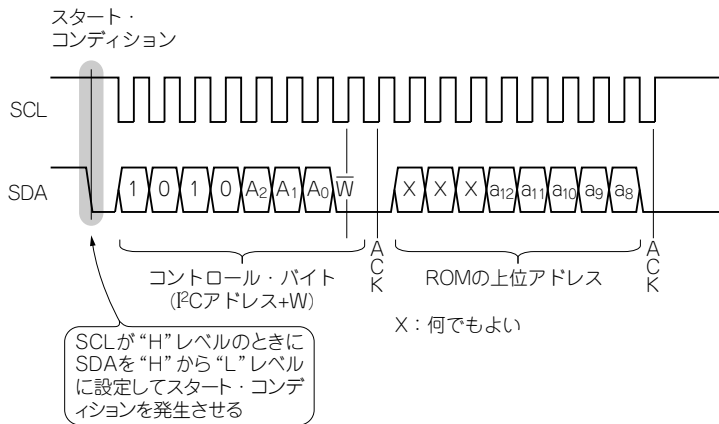 スタート・
コンディション
SCL
SDA
1 0 1 0 A2 A1 A0 W̅ X X X a12 a11 a10 a9 a8
コントロール・バイト
(I²Cアドレス+W)
ACK
ROMの上位アドレス
ACK
X：何でもよい
SCLが“H”レベルのときに
SDAを“H”から“L”レベル
に設定してスタート・コンデ
ィションを発生させる